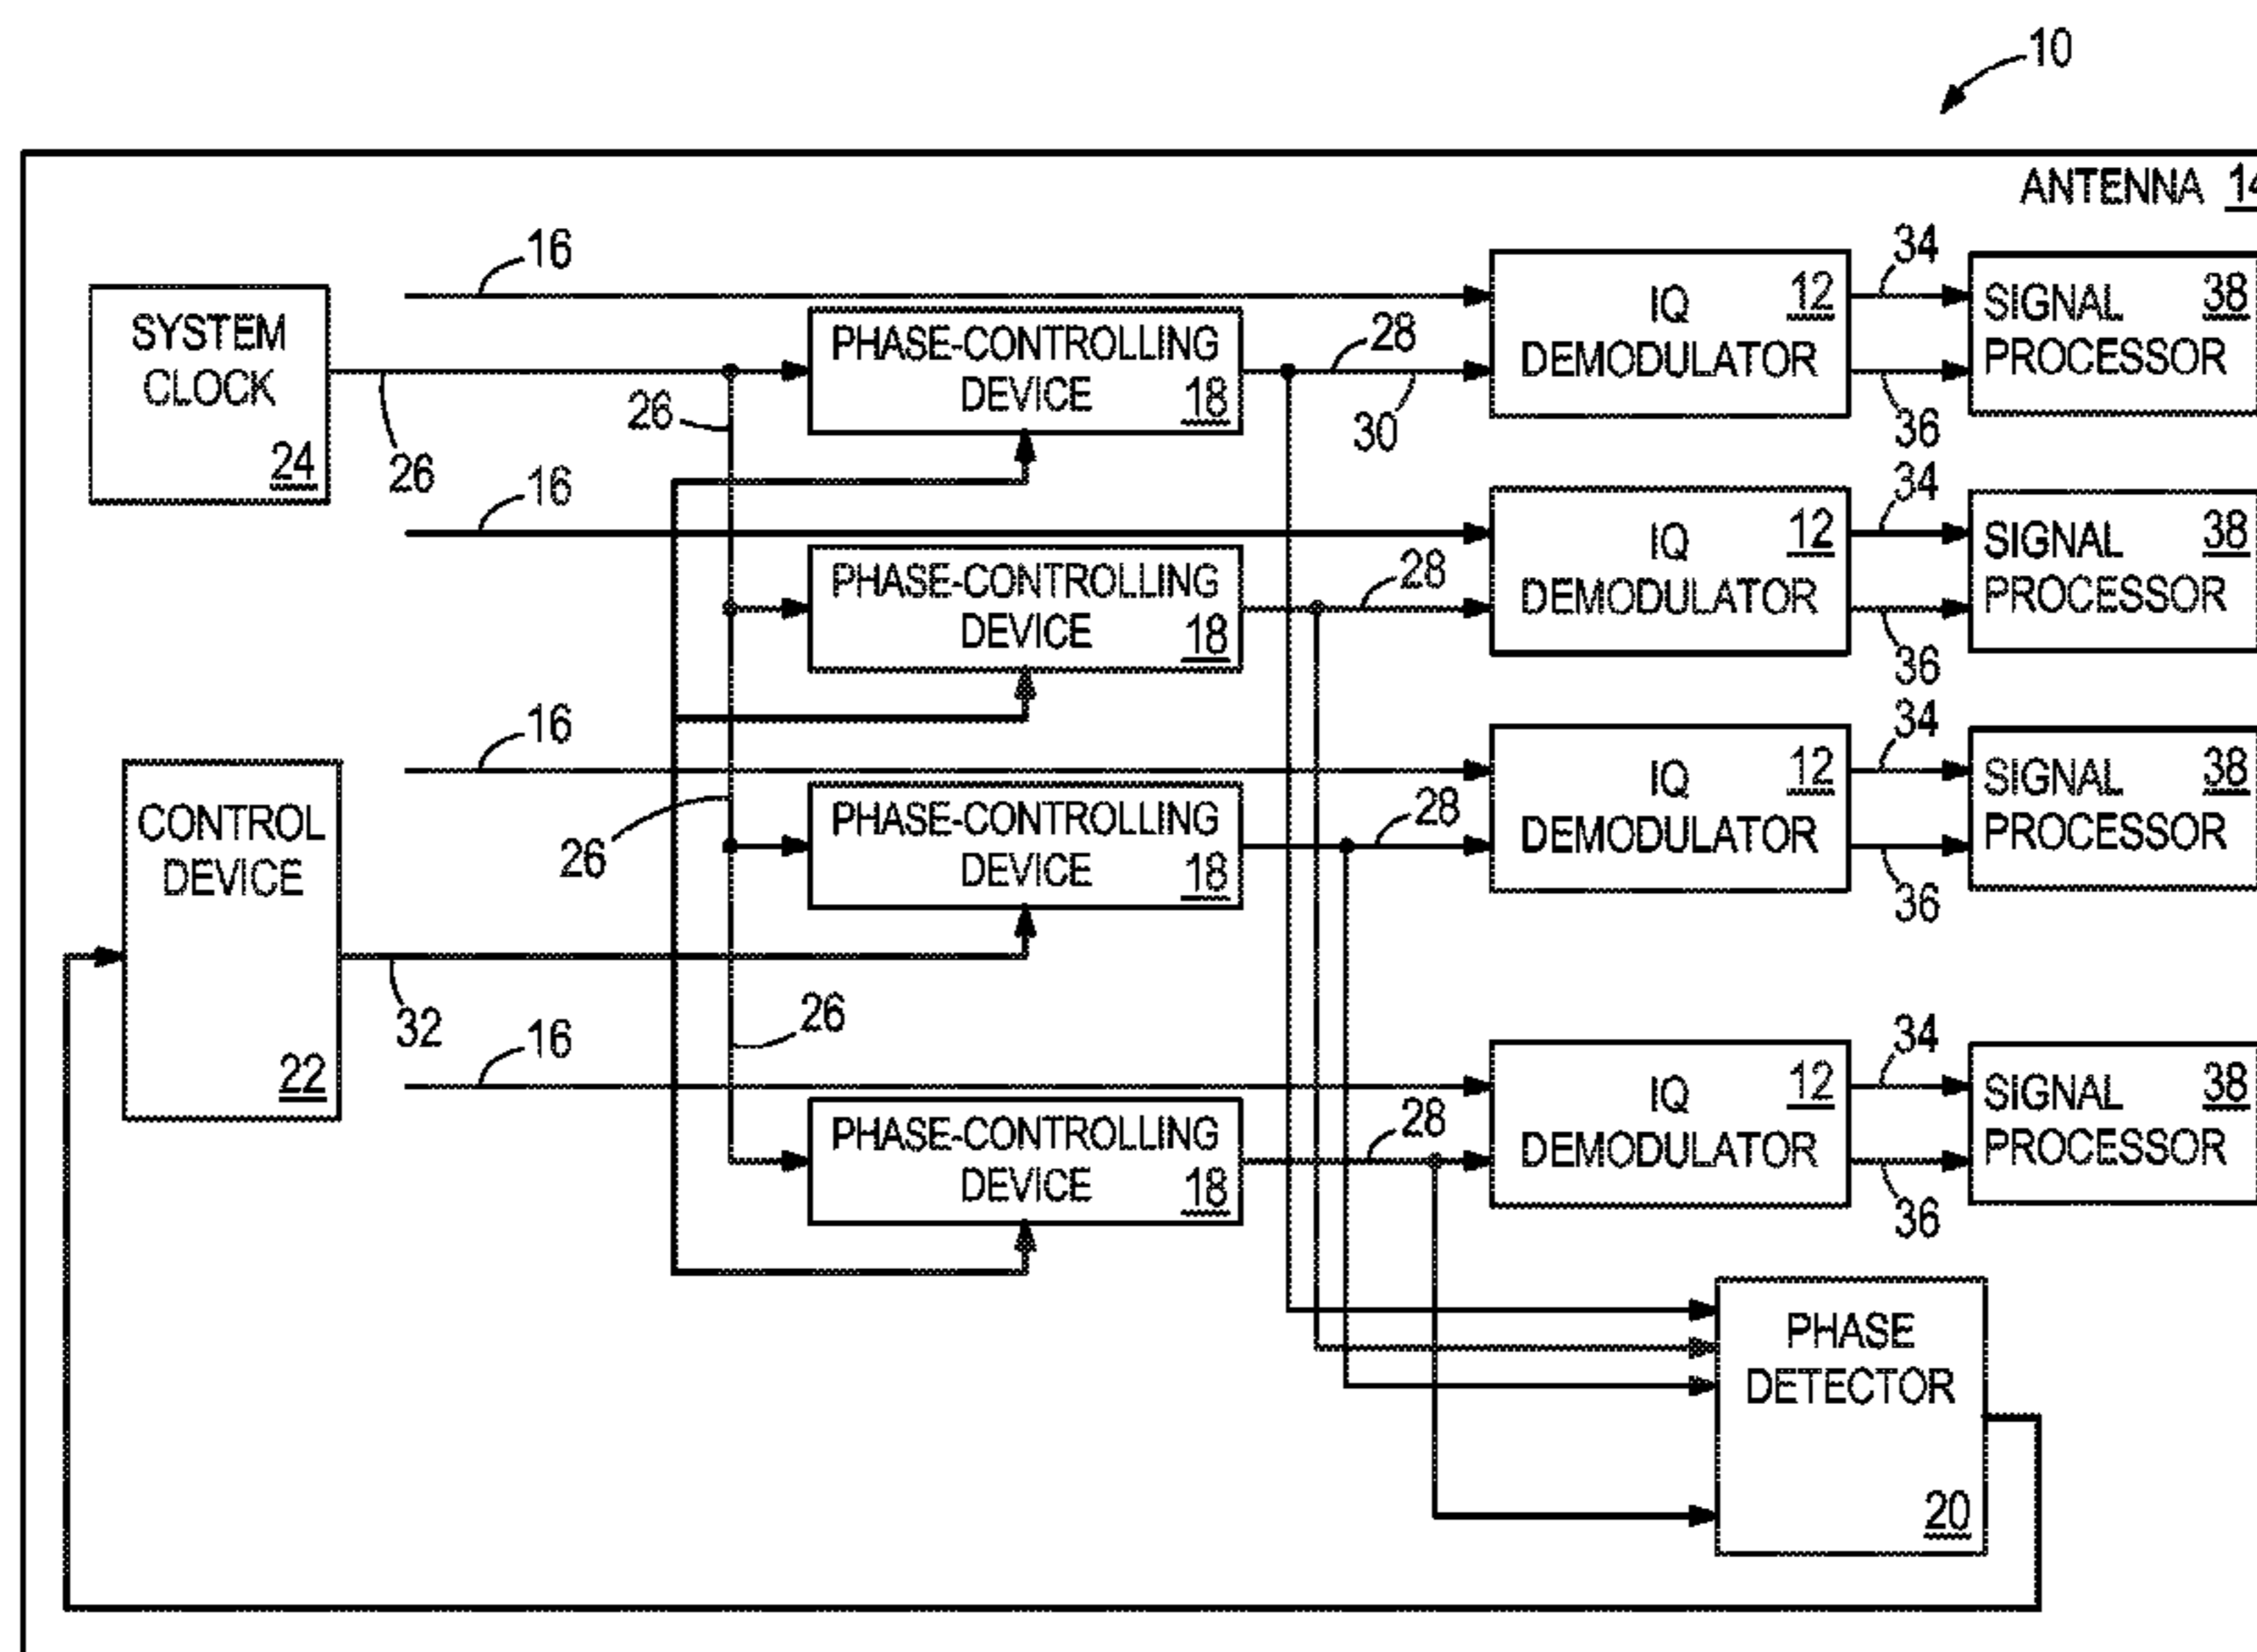 10
ANTENNA 14
16
34
SYSTEM
CLOCK
24
26
26
PHASE-CONTROLLING
DEVICE
18
28
30
IQ
DEMODULATOR
12
36
SIGNAL
PROCESSOR
38
16
PHASE-CONTROLLING
DEVICE
18
28
IQ
DEMODULATOR
12
34
36
SIGNAL
PROCESSOR
38
16
CONTROL
DEVICE
22
26
PHASE-CONTROLLING
DEVICE
18
28
IQ
DEMODULATOR
12
34
36
SIGNAL
PROCESSOR
38
32
26
16
PHASE-CONTROLLING
DEVICE
18
28
IQ
DEMODULATOR
12
34
36
SIGNAL
PROCESSOR
38
PHASE
DETECTOR
20